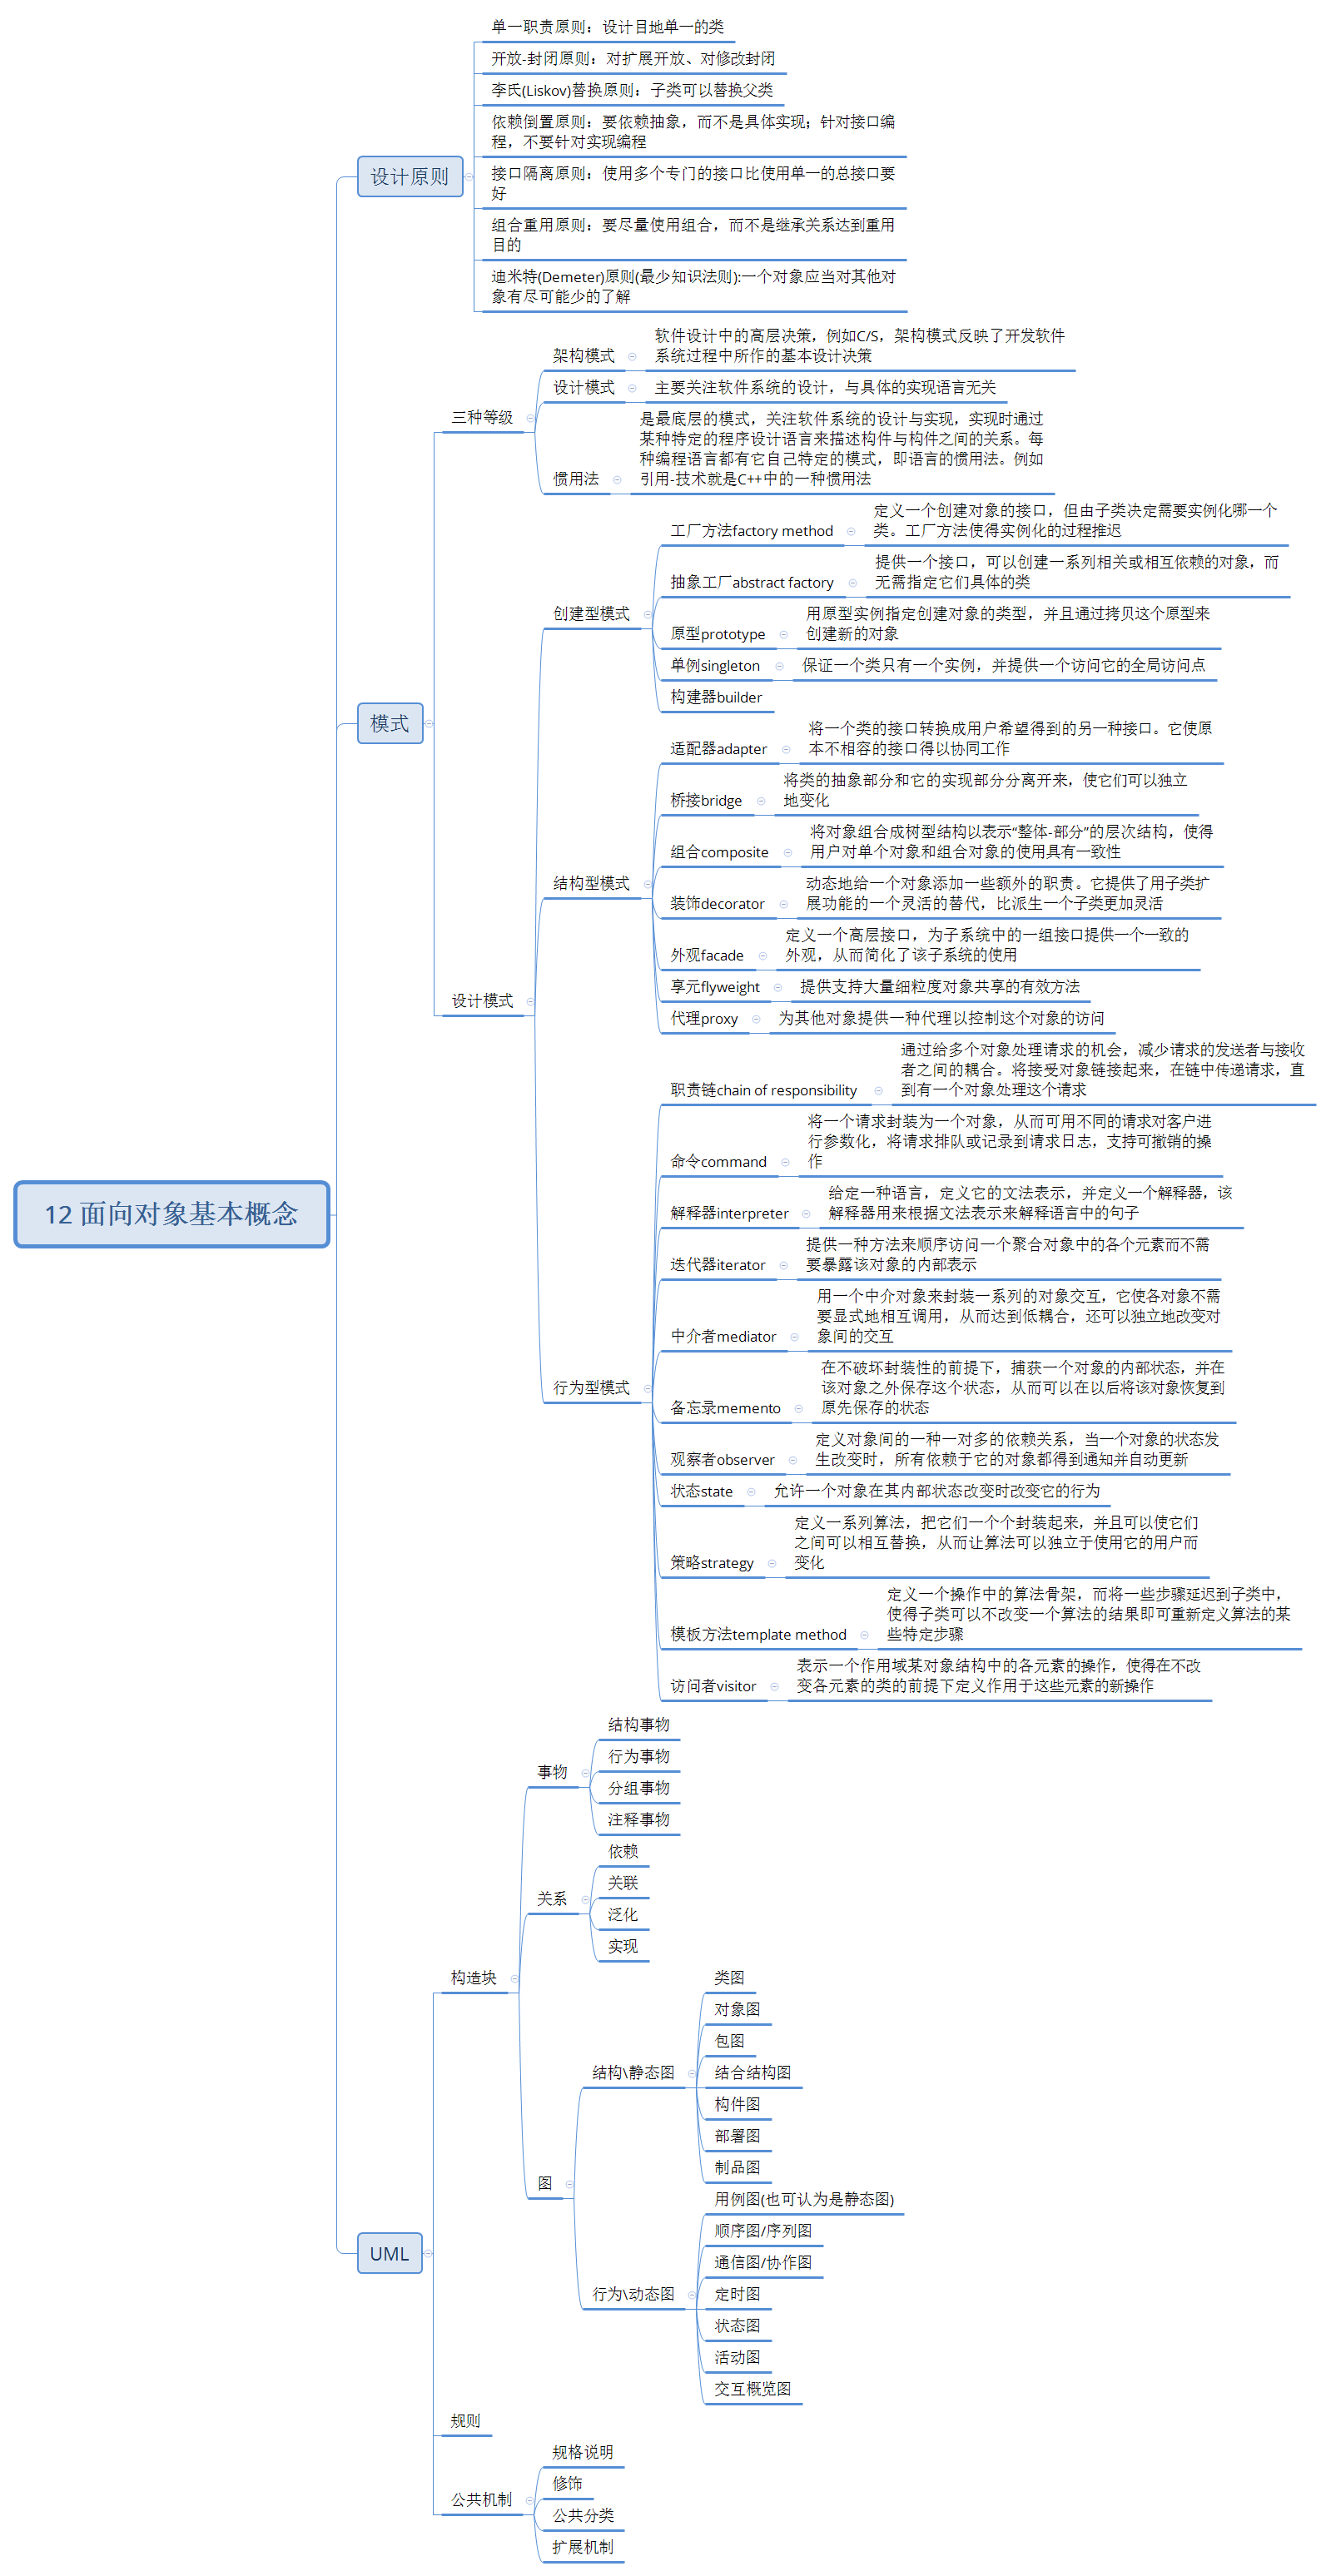 12 面向对象基本概念
设计原则
单一职责原则：设计目地单一的类
开放-封闭原则：对扩展开放、对修改封闭
李氏(Liskov)替换原则：子类可以替换父类
依赖倒置原则：要依赖抽象，而不是具体实现；针对接口编
程，不要针对实现编程
接口隔离原则：使用多个专门的接口比使用单一的总接口要
好
组合重用原则：要尽量使用组合，而不是继承关系达到重用
目的
迪米特(Demeter)原则(最少知识法则):一个对象应当对其他对
象有尽可能少的了解
模式
三种等级
架构模式
软件设计中的高层决策，例如C/S，架构模式反映了开发软件
系统过程中所作的基本设计决策
设计模式
主要关注软件系统的设计，与具体的实现语言无关
惯用法
是最底层的模式，关注软件系统的设计与实现，实现时通过
某种特定的程序设计语言来描述构件与构件之间的关系。每
种编程语言都有它自己特定的模式，即语言的惯用法。例如
引用-技术就是C++中的一种惯用法
设计模式
创建型模式
工厂方法factory method
定义一个创建对象的接口，但由子类决定需要实例化哪一个
类。工厂方法使得实例化的过程推迟
抽象工厂abstract factory
提供一个接口，可以创建一系列相关或相互依赖的对象，而
无需指定它们具体的类
原型prototype
用原型实例指定创建对象的类型，并且通过拷贝这个原型来
创建新的对象
单例singleton
保证一个类只有一个实例，并提供一个访问它的全局访问点
构建器builder
结构型模式
适配器adapter
将一个类的接口转换成用户希望得到的另一种接口。它使原
本不相容的接口得以协同工作
桥接bridge
将类的抽象部分和它的实现部分分离开来，使它们可以独立
地变化
组合composite
将对象组合成树型结构以表示“整体-部分”的层次结构，使得
用户对单个对象和组合对象的使用具有一致性
装饰decorator
动态地给一个对象添加一些额外的职责。它提供了用子类扩
展功能的一个灵活的替代，比派生一个子类更加灵活
外观facade
定义一个高层接口，为子系统中的一组接口提供一个一致的
外观，从而简化了该子系统的使用
享元flyweight
提供支持大量细粒度对象共享的有效方法
代理proxy
为其他对象提供一种代理以控制这个对象的访问
行为型模式
职责链chain of responsibility
通过给多个对象处理请求的机会，减少请求的发送者与接收
者之间的耦合。将接受对象链接起来，在链中传递请求，直
到有一个对象处理这个请求
命令command
将一个请求封装为一个对象，从而可用不同的请求对客户进
行参数化，将请求排队或记录到请求日志，支持可撤销的操
作
解释器interpreter
给定一种语言，定义它的文法表示，并定义一个解释器，该
解释器用来根据文法表示来解释语言中的句子
迭代器iterator
提供一种方法来顺序访问一个聚合对象中的各个元素而不需
要暴露该对象的内部表示
中介者mediator
用一个中介对象来封装一系列的对象交互，它使各对象不需
要显式地相互调用，从而达到低耦合，还可以独立地改变对
象间的交互
备忘录memento
在不破坏封装性的前提下，捕获一个对象的内部状态，并在
该对象之外保存这个状态，从而可以在以后将该对象恢复到
原先保存的状态
观察者observer
定义对象间的一种一对多的依赖关系，当一个对象的状态发
生改变时，所有依赖于它的对象都得到通知并自动更新
状态state
允许一个对象在其内部状态改变时改变它的行为
策略strategy
定义一系列算法，把它们一个个封装起来，并且可以使它们
之间可以相互替换，从而让算法可以独立于使用它的用户而
变化
模板方法template method
定义一个操作中的算法骨架，而将一些步骤延迟到子类中，
使得子类可以不改变一个算法的结果即可重新定义算法的某
些特定步骤
访问者visitor
表示一个作用域某对象结构中的各元素的操作，使得在不改
变各元素的类的前提下定义作用于这些元素的新操作
UML
构造块
事物
结构事物
行为事物
分组事物
注释事物
关系
依赖
关联
泛化
实现
图
结构\静态图
类图
对象图
包图
结合结构图
构件图
部署图
制品图
行为\动态图
用例图(也可认为是静态图)
顺序图/序列图
通信图/协作图
定时图
状态图
活动图
交互概览图
规则
公共机制
规格说明
修饰
公共分类
扩展机制